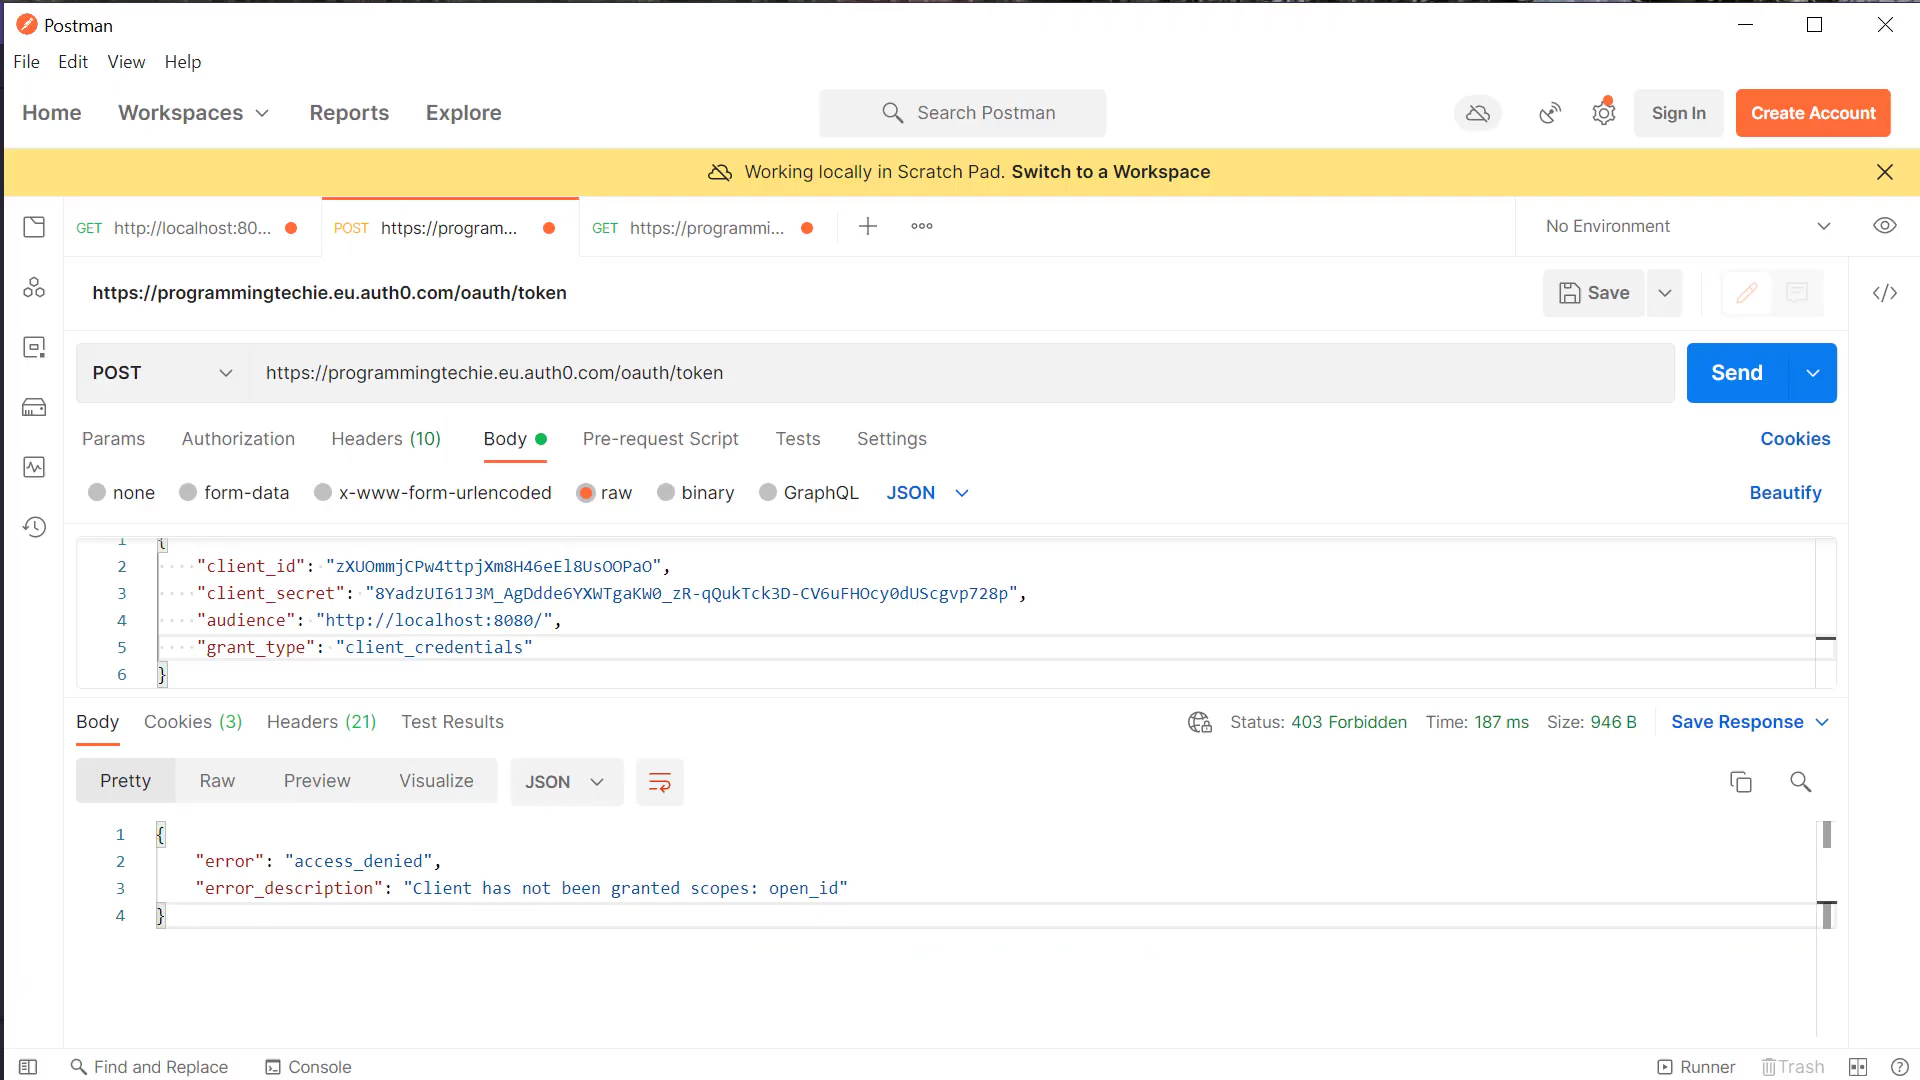 Postman
File Edit View Help
Home Workspaces Reports Explore Search Postman Sign In Create Account
Working locally in Scratch Pad. Switch to a Workspace
GET http://localhost:80... POST https://program... GET https://programmi... No Environment
https://programmingtechie.eu.auth0.com/oauth/token Save
POST https://programmingtechie.eu.auth0.com/oauth/token Send
Params Authorization Headers (10) Body Pre-request Script Tests Settings Cookies
none form-data x-www-form-urlencoded raw binary GraphQL JSON Beautify
1 {
2 "client_id": "zXUOmmjCPw4ttpjXm8H46eEl8UsOOPaO",
3 "client_secret": "8YadzUI61J3M_AgDdde6YXWTgaKW0_zR-qQukTck3D-CV6uFHOcy0dUScgvp728p",
4 "audience": "http://localhost:8080/",
5 "grant_type": "client_credentials"
6 }
Body Cookies (3) Headers (21) Test Results Status: 403 Forbidden Time: 187 ms Size: 946 B Save Response
Pretty Raw Preview Visualize JSON
1 {
2 "error": "access_denied",
3 "error_description": "Client has not been granted scopes: open_id"
4 }
Find and Replace Console Runner Trash